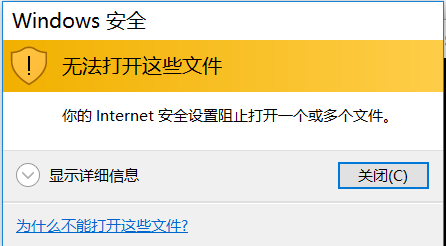 Windows 安全
无法打开这些文件
你的 Internet 安全设置阻止打开一个或多个文件。
显示详细信息
关闭(C)
为什么不能打开这些文件?